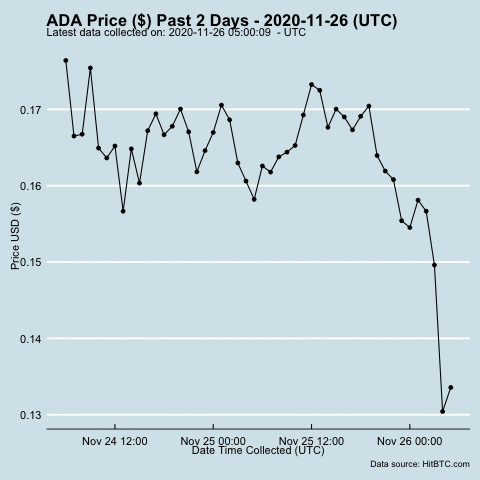 ADA Price ($) Past 2 Days - 2020-11-26 (UTC)
Latest data collected on: 2020-11-26 05:00:09 - UTC
0.17
0.16
0.15
0.14
0.13
Price USD ($)
Nov 24 12:00
Nov 25 00:00
Nov 25 12:00
Nov 26 00:00
Date Time Collected (UTC)
Data source: HitBTC.com